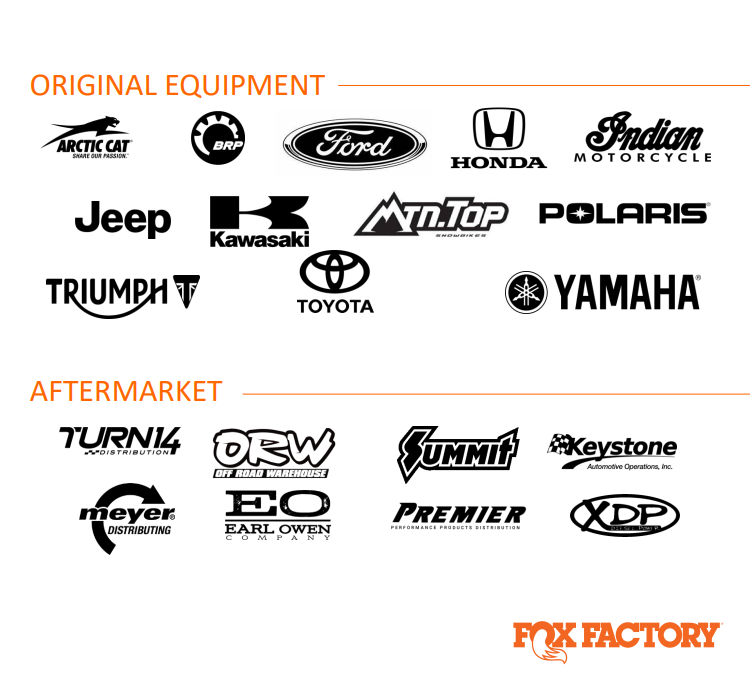 ORIGINAL EQUIPMENT
ARCTIC CAT
SHARE OUR PASSION.™
BRP
Ford
HONDA
Indian
MOTORCYCLE
Jeep
Kawasaki
MTN.TOP
SNOWBIKES
POLARIS®
TRIUMPH
TOYOTA
YAMAHA®
AFTERMARKET
TURN14
DISTRIBUTION
ORW
OFF ROAD WAREHOUSE
SUMMIT
Keystone
Automotive Operations, Inc.
meyer®
DISTRIBUTING
EO
EARL OWEN
COMPANY
PREMIER
PERFORMANCE PRODUCTS DISTRIBUTION
XDP
FOX FACTORY